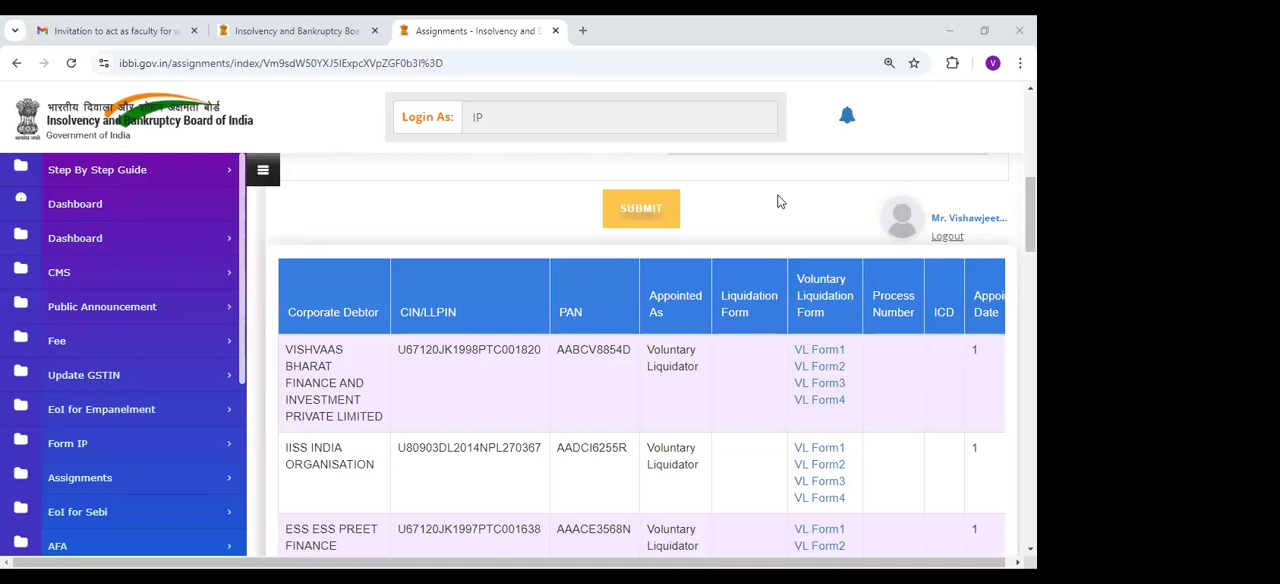 Invitation to act as faculty for w
Insolvency and Bankruptcy Boa
Assignments - Insolvency and B
ibbi.gov.in/assignments/index/Vm9sdW50YXJ5IExpcXVpZGF0b3I%3D
V
भारतीय दिवाला और शोधन अक्षमता बोर्ड
Insolvency and Bankruptcy Board of India
Government of India
Login As: IP
Step By Step Guide
Dashboard
Dashboard
CMS
Public Announcement
Fee
Update GSTIN
EoI for Empanelment
Form IP
Assignments
EoI for Sebi
AFA
SUBMIT
Mr. Vishawjeet...
Logout
Corporate Debtor CIN/LLPIN PAN Appointed As Liquidation Form Voluntary Liquidation Form Process Number ICD Appoi Date
VISHVAAS BHARAT FINANCE AND INVESTMENT PRIVATE LIMITED U67120JK1998PTC001820 AABCV8854D Voluntary Liquidator VL Form1 VL Form2 VL Form3 VL Form4 1
IISS INDIA ORGANISATION U80903DL2014NPL270367 AADCI6255R Voluntary Liquidator VL Form1 VL Form2 VL Form3 VL Form4 1
ESS ESS PREET FINANCE U67120JK1997PTC001638 AAACE3568N Voluntary Liquidator VL Form1 VL Form2 1